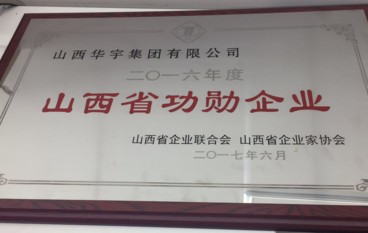 山西华宇集团有限公司
二〇一六年度
山西省功勋企业
山西省企业联合会 山西省企业家协会
二〇一七年六月